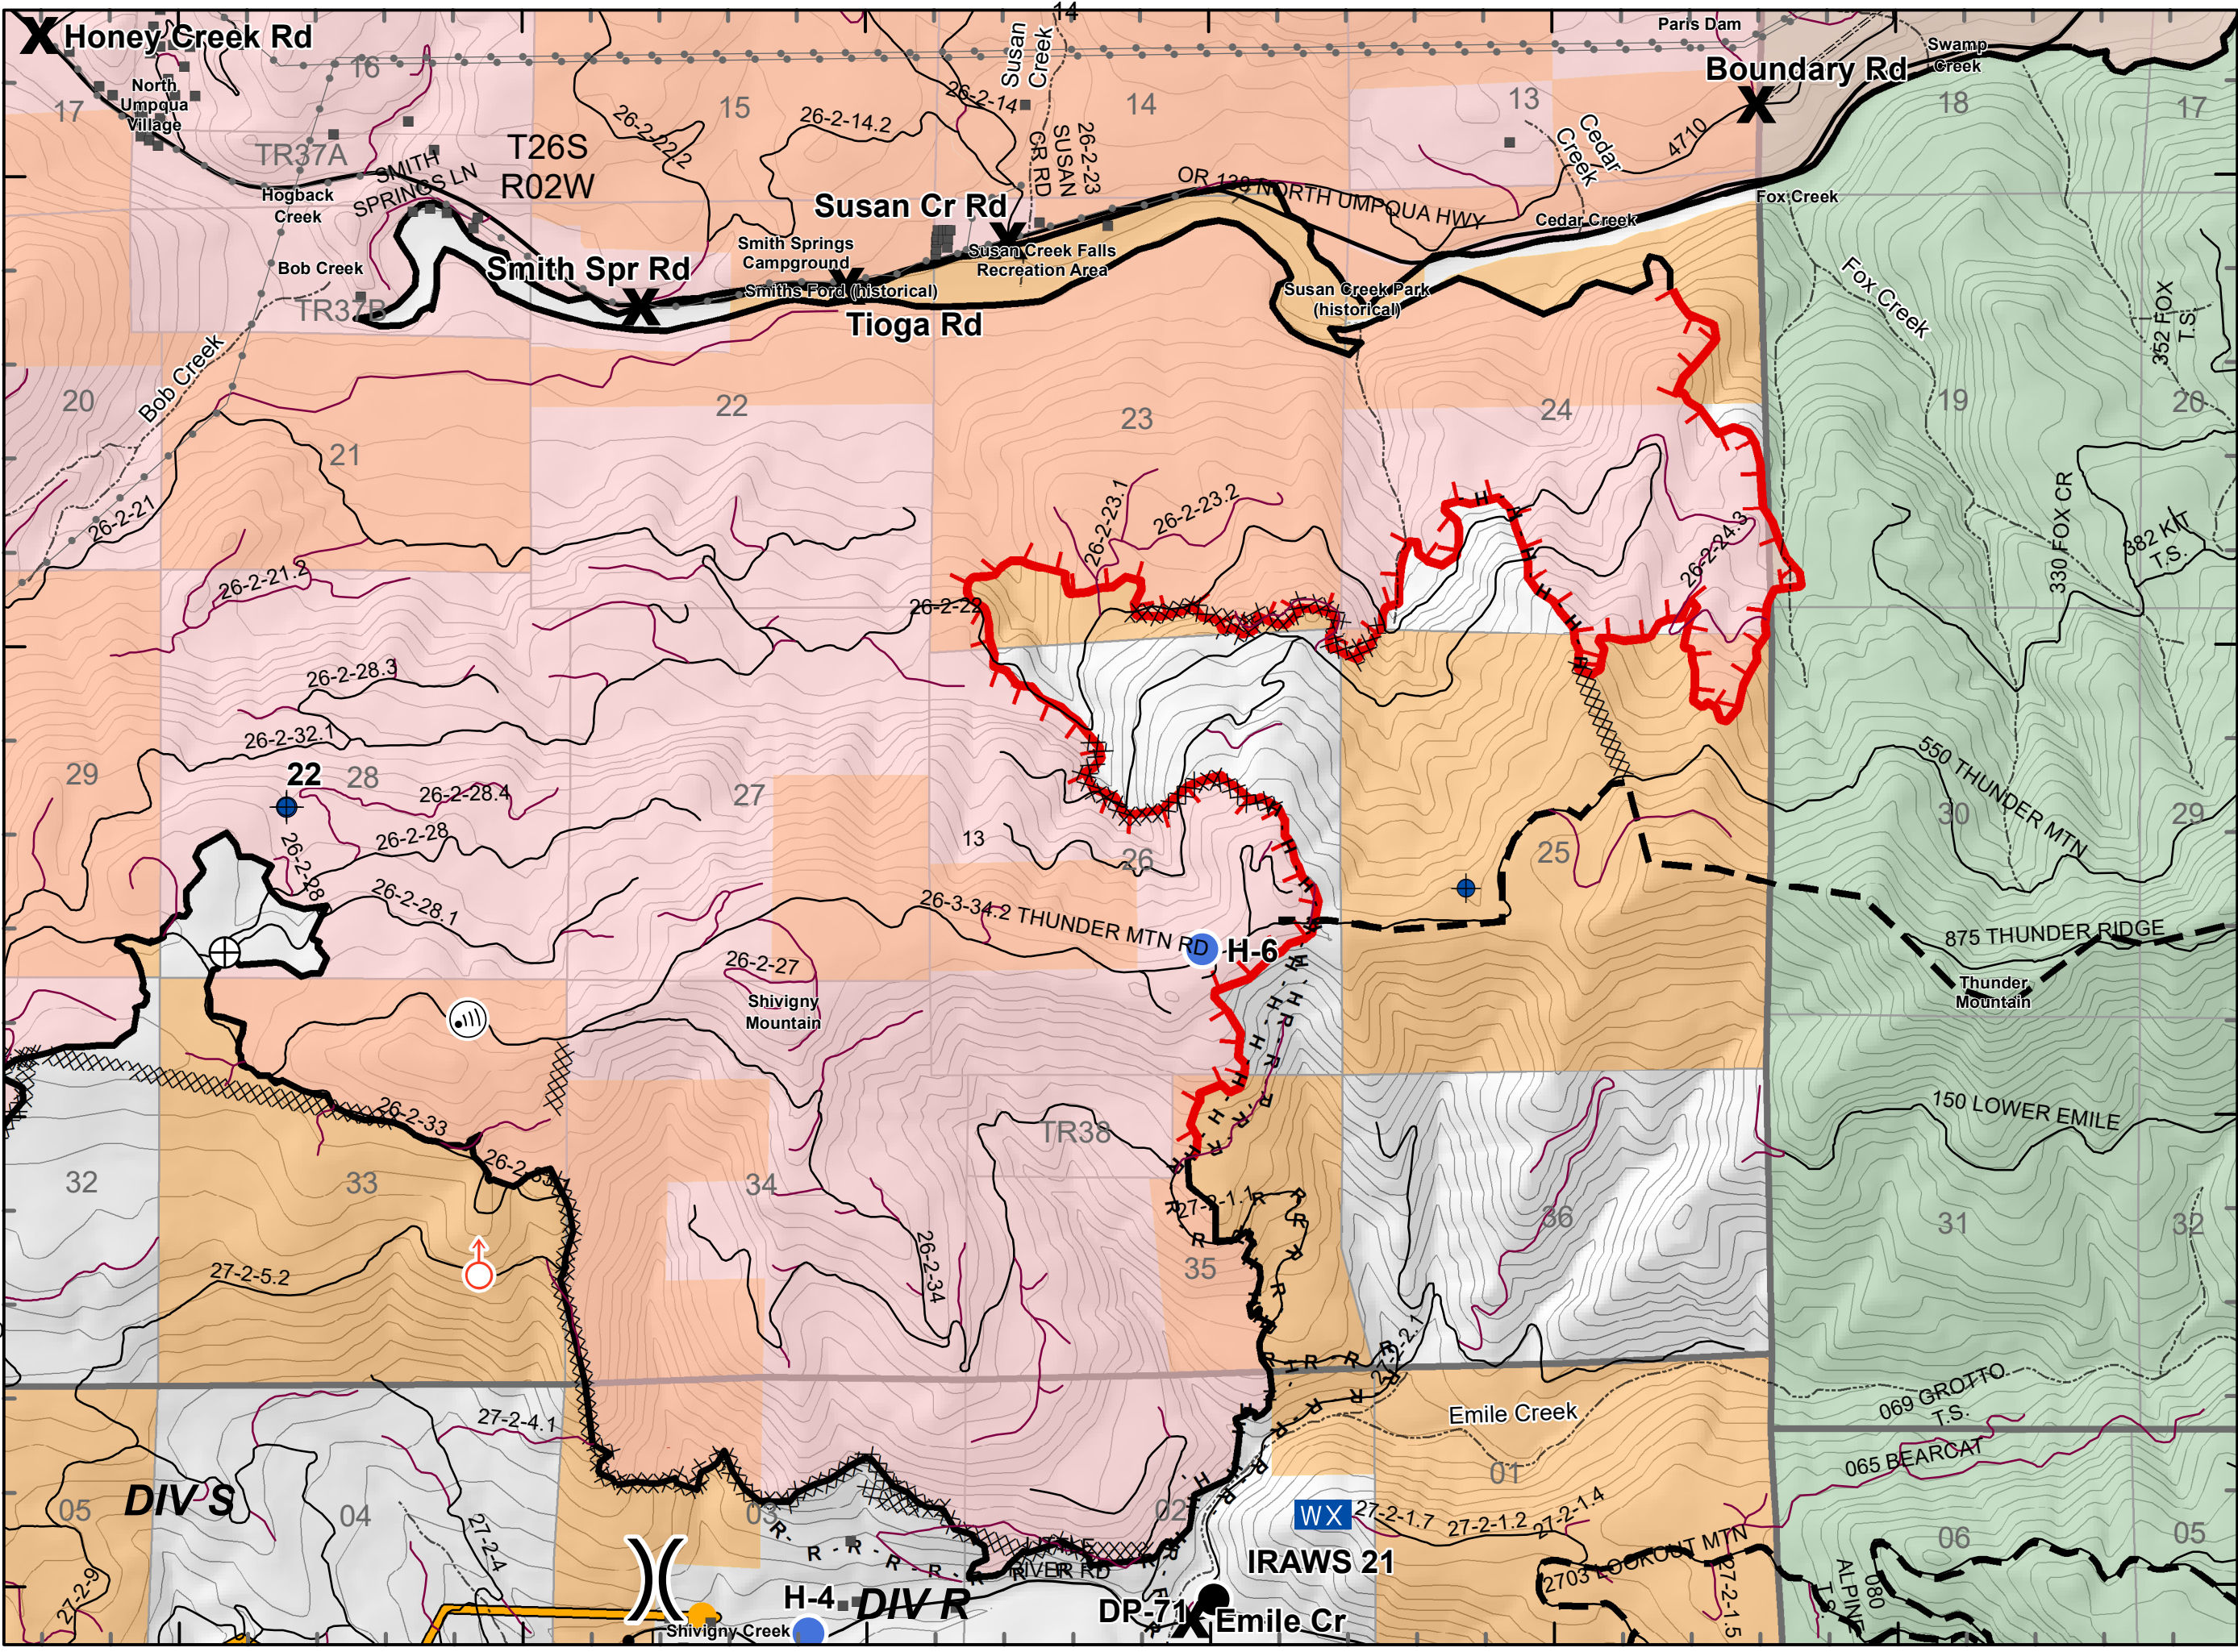 14
Paris Dam
Honey Creek Rd
Susan
Creek
Swamp
Creek
Boundary Rd
16
15
14
13
18
17
17
North
Umpqua
Village
26-2-14
26-2-14.2
26-2-22.2
4710
Cedar
Creek
TR37A
SMITH
SPRINGS LN
T26S
R02W
CR RD
SUSAN
26-2-23
OR 138 NORTH UMPQUA HWY
Hogback
Creek
Susan Cr Rd
Fox Creek
Cedar Creek
Smith Springs
Campground
Susan Creek Falls
Recreation Area
Bob Creek
Smith Spr Rd
Smiths Ford (historical)
Susan Creek Park
(historical)
Fox Creek
TR37B
Tioga Rd
352 FOX
T.S.
Bob Creek
20
21
22
23
24
19
20
26-2-21
26-2-23.1
26-2-23.2
26-2-24.3
330 FOX CR
382 KIT
T.S.
26-2-21.2
26-2-22
26-2-28.3
26-2-32.1
29
22
28
26-2-28.4
27
550 THUNDER MTN
30
29
26-2-28
26-2-28
13
26
25
26-2-28.1
26-3-34.2 THUNDER MTN RD
H-6
875 THUNDER RIDGE
26-2-27
Shivigny
Mountain
Thunder
Mountain
26-2-33
TR38
150 LOWER EMILE
32
33
34
27-2-1.1
36
31
32
27-2-5.2
26-2-34
35
27-2-2.1
069 GROTTO
T.S.
Emile Creek
27-2-4.1
065 BEARCAT
01
DIV S
05
04
03
02
WX
27-2-1.7
27-2-1.2
27-2-1.4
06
05
27-2-4
IRAWS 21
2703 LOOKOUT MTN
RIVER RD
27-2-9
H-4
DIV R
DP-71
Emile Cr
27-2-1.5
ALPINE
T.S.
080
Shivigny Creek